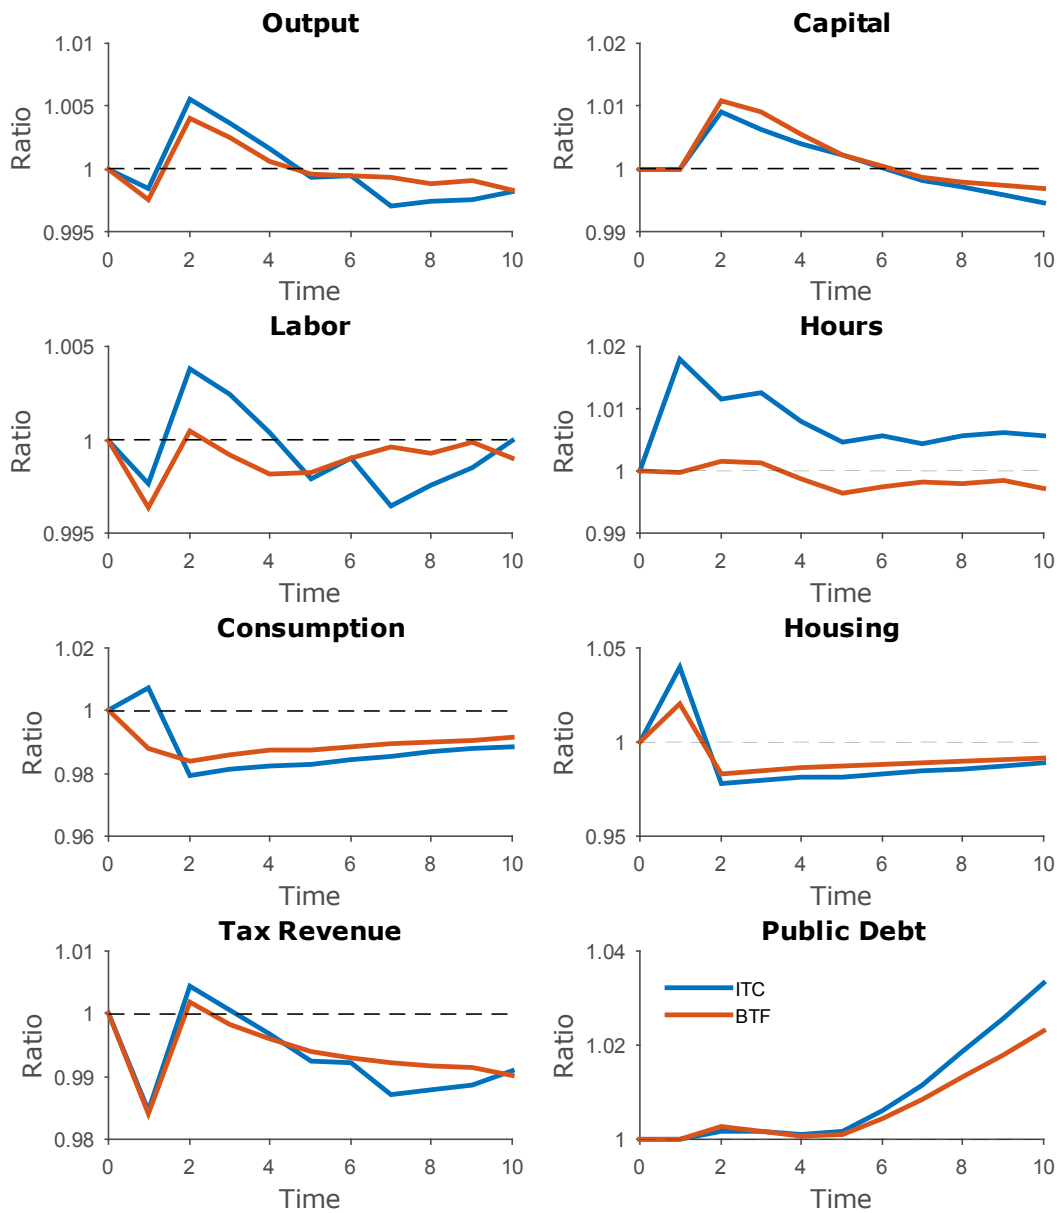 Output
1.01
1.005
1
0.995
Ratio
0 2 4 6 8 10
Time
Capital
1.02
1.01
1
0.99
Ratio
0 2 4 6 8 10
Time
Labor
1.005
1
0.995
Ratio
0 2 4 6 8 10
Time
Hours
1.02
1.01
1
0.99
Ratio
0 2 4 6 8 10
Time
Consumption
1.02
1
0.98
0.96
Ratio
0 2 4 6 8 10
Time
Housing
1.05
1
0.95
Ratio
0 2 4 6 8 10
Time
Tax Revenue
1.01
1
0.99
0.98
Ratio
0 2 4 6 8 10
Time
Public Debt
1.04
1.02
1
Ratio
ITC
BTF
0 2 4 6 8 10
Time